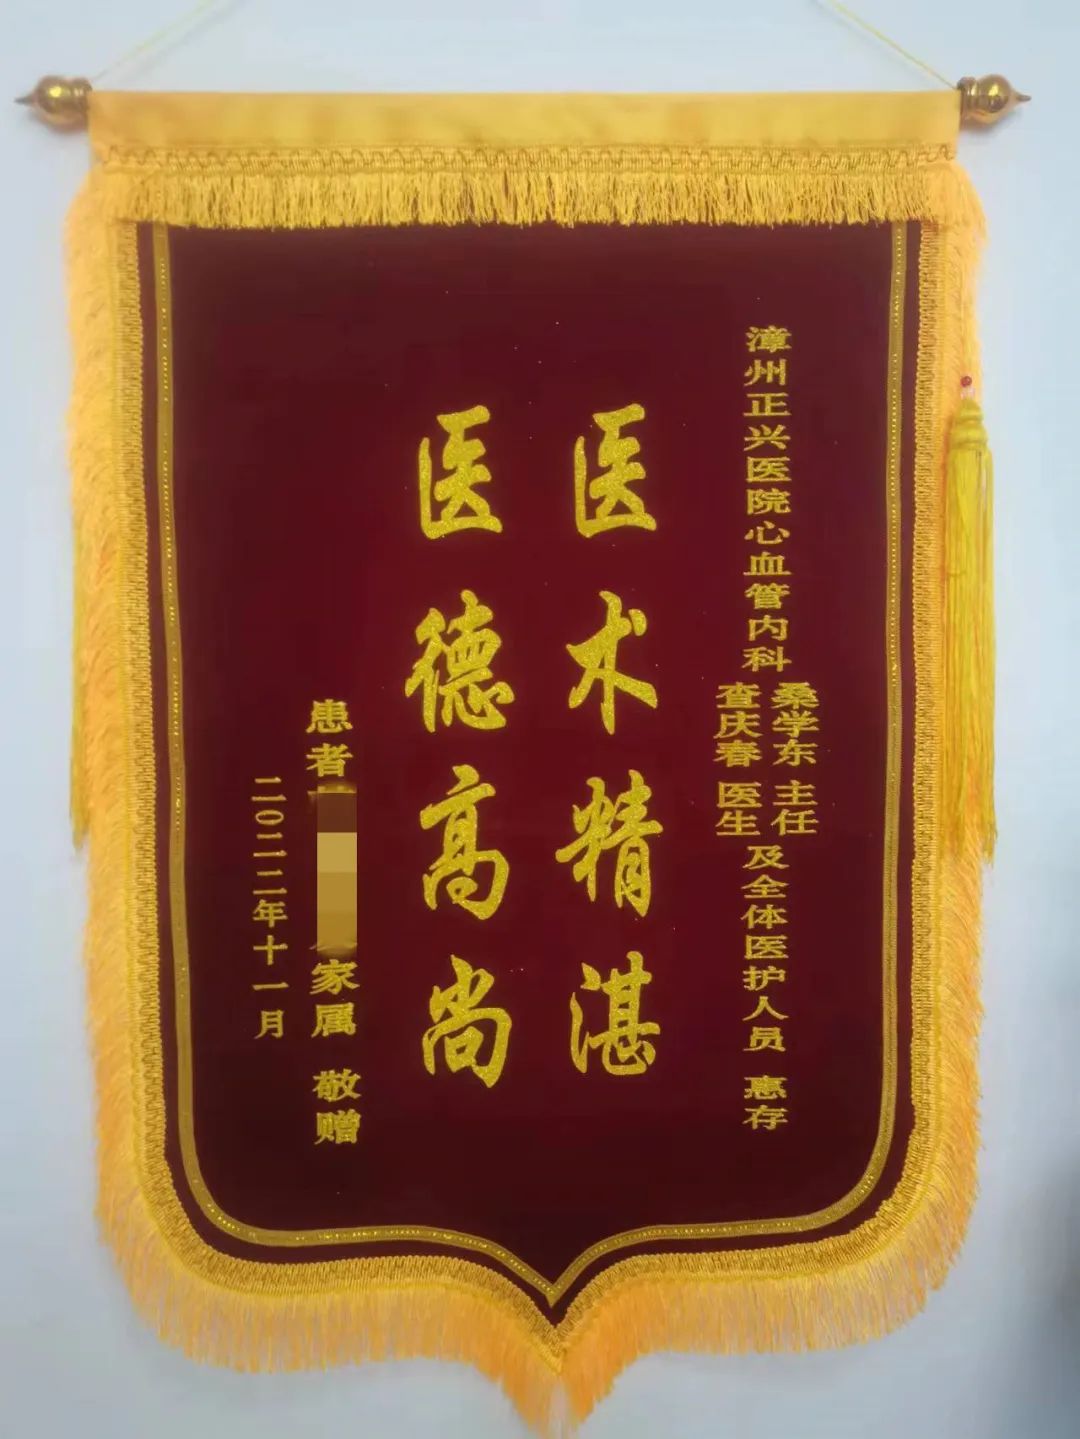 漳州正兴医院心血管内科
桑学东 主任
查庆春 医生
及全体医护人员 惠存
医术精湛
医德高尚
患者
家属 敬赠
二〇二二年十一月